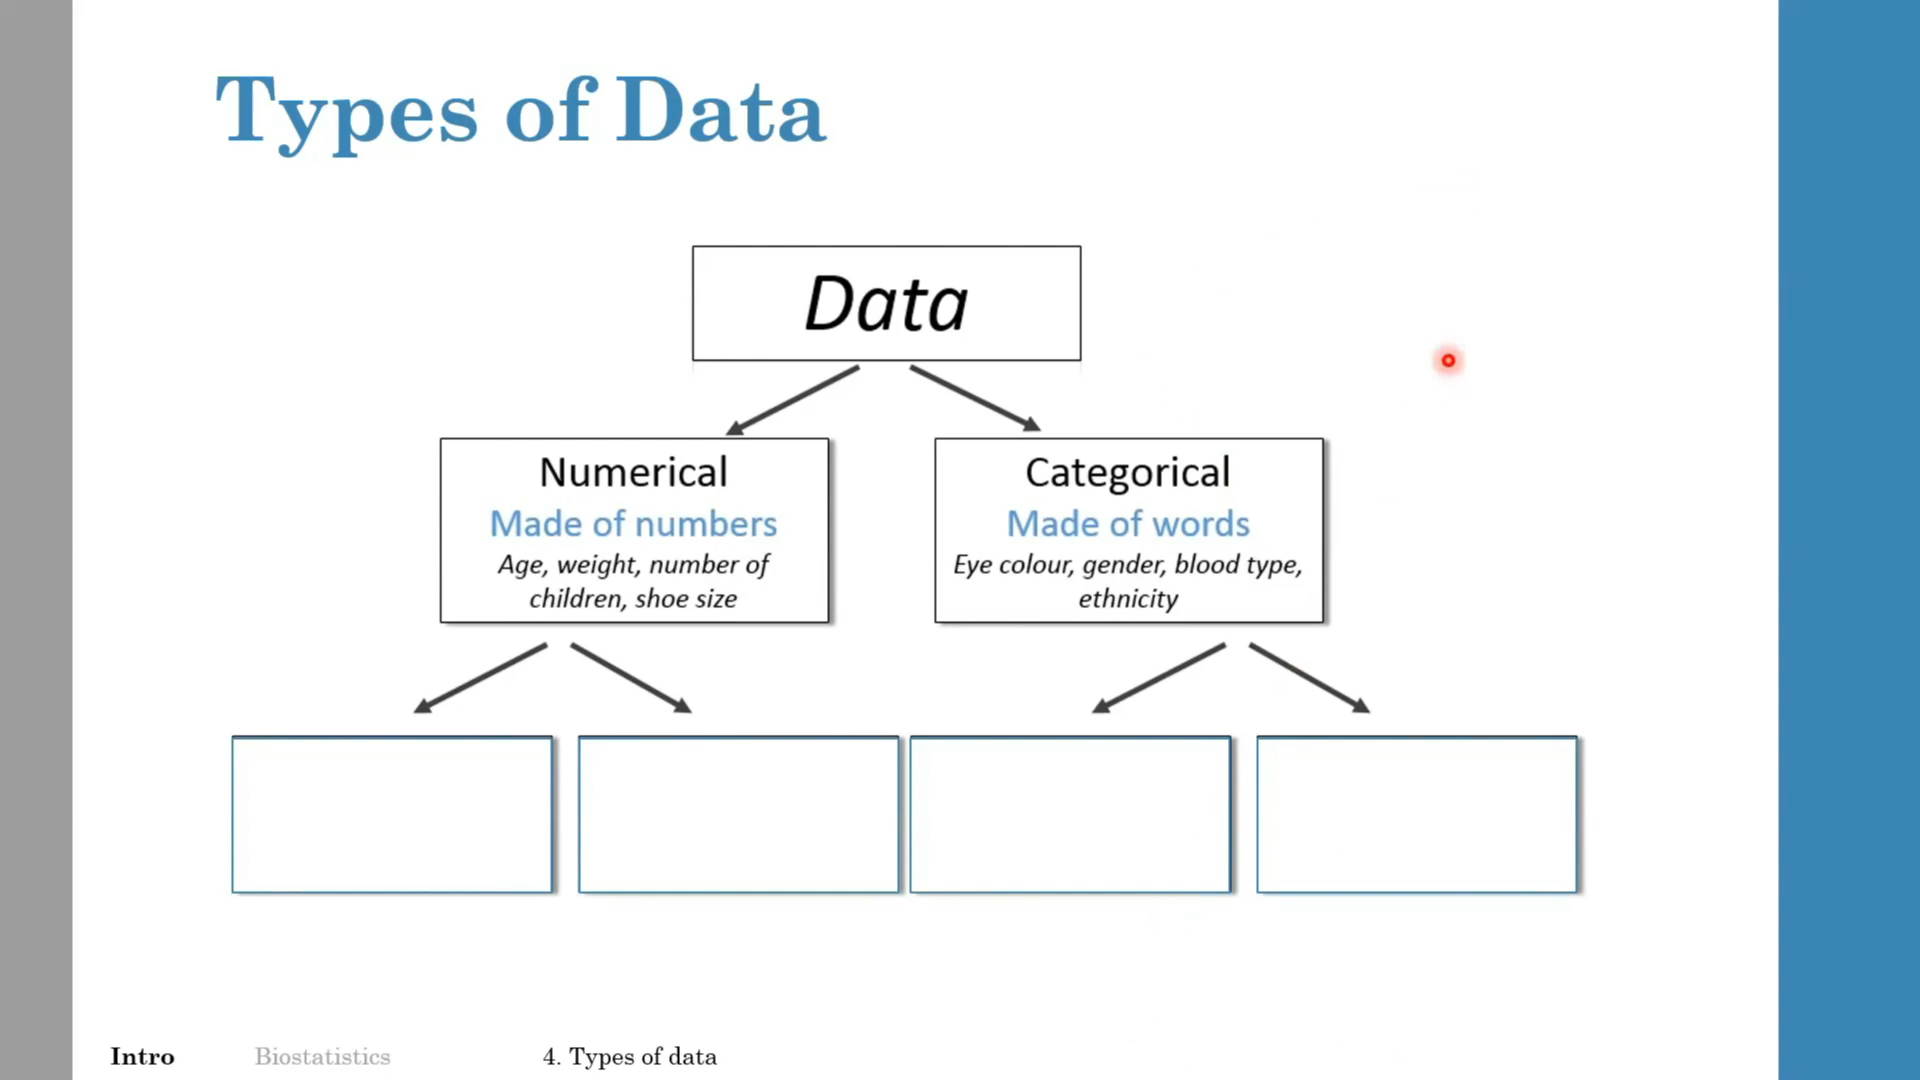 Types of Data
Data
Numerical
Made of numbers
Age, weight, number of
children, shoe size
Categorical
Made of words
Eye colour, gender, blood type,
ethnicity
Intro
Biostatistics
4. Types of data